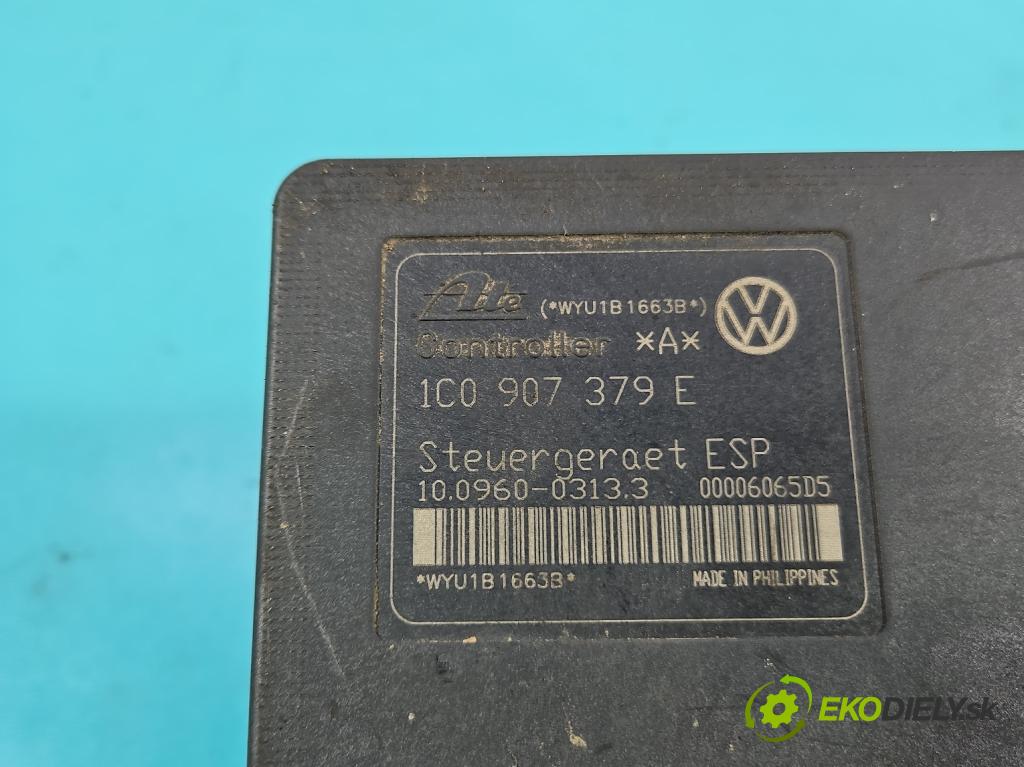 Ate (*WYU1B1663B*)
Controller *A*
1C0 907 379 E
Steuergeraet ESP
10.0960-0313.3 00006065D5
*WYU1B1663B* MADE IN PHILIPPINES
EKODIELY.sk